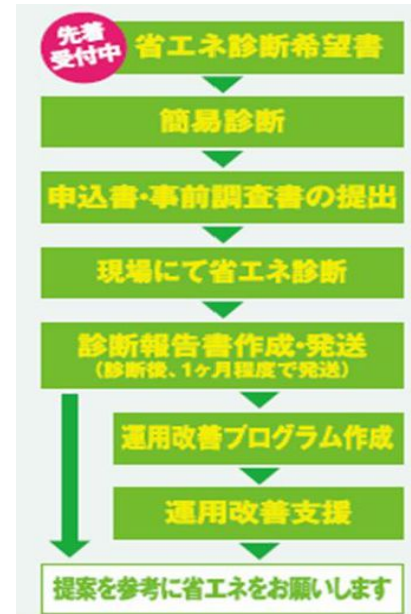 先着
受付中
省エネ診断希望書
簡易診断
申込書・事前調査書の提出
現場にて省エネ診断
診断報告書作成・発送
(診断後、1ヶ月程度で発送)
運用改善プログラム作成
運用改善支援
提案を参考に省エネをお願いします